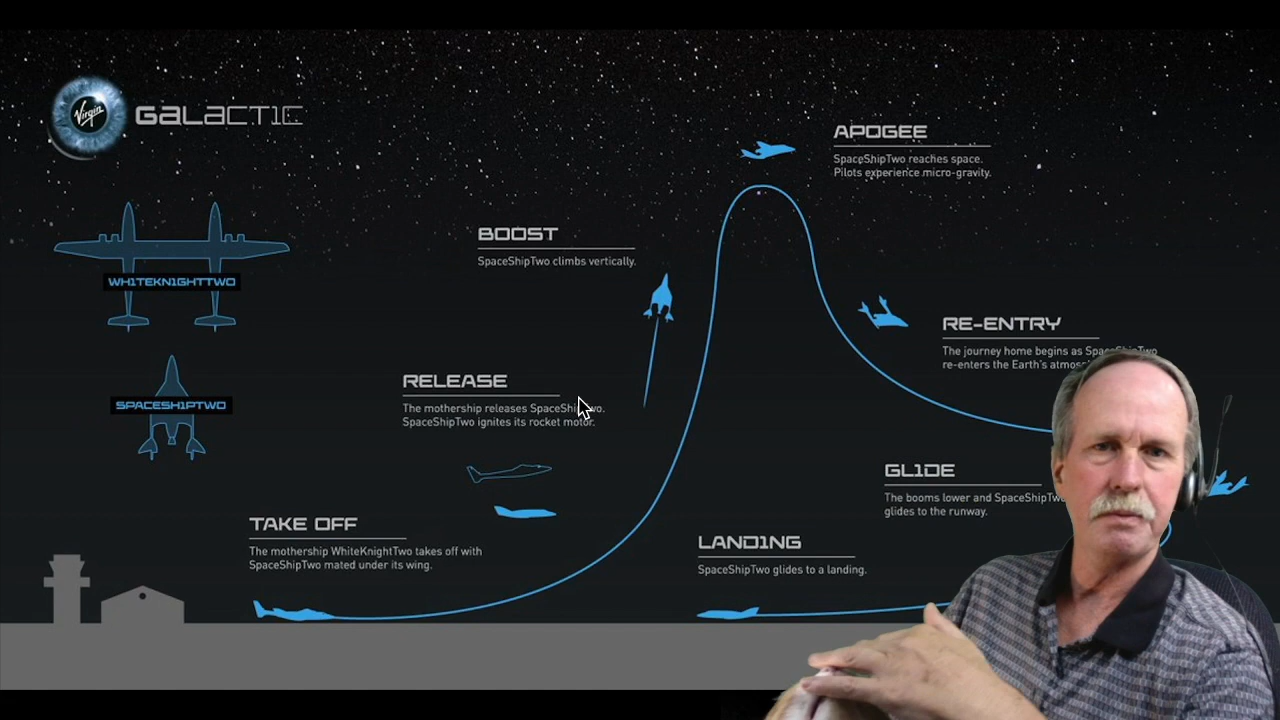 Virgin
GALACTIC
APOGEE
SpaceShipTwo reaches space.
Pilots experience micro-gravity.
BOOST
SpaceShipTwo climbs vertically.
WH1TEKN1GHTTWO
RE-ENTRY
The journey home begins as SpaceShipTwo
re-enters the Earth's
RELEASE
The mothership releases SpaceShipTwo.
SpaceShipTwo ignites its rocket motor.
SPACESH1PTWO
GL1DE
The booms lower and SpaceShipTwo
glides to the runway.
TAKE OFF
The mothership WhiteKnightTwo takes off with
SpaceShipTwo mated under its wing.
LAND1NG
SpaceShipTwo glides to a landing.